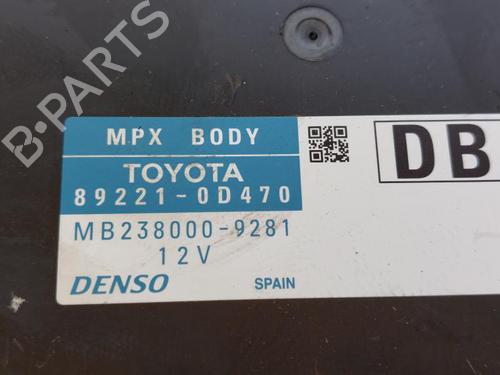 B-PARTS
MPX BODY
TOYOTA
89221-0D470
MB238000-9281
12V
DENSO
SPAIN
DB